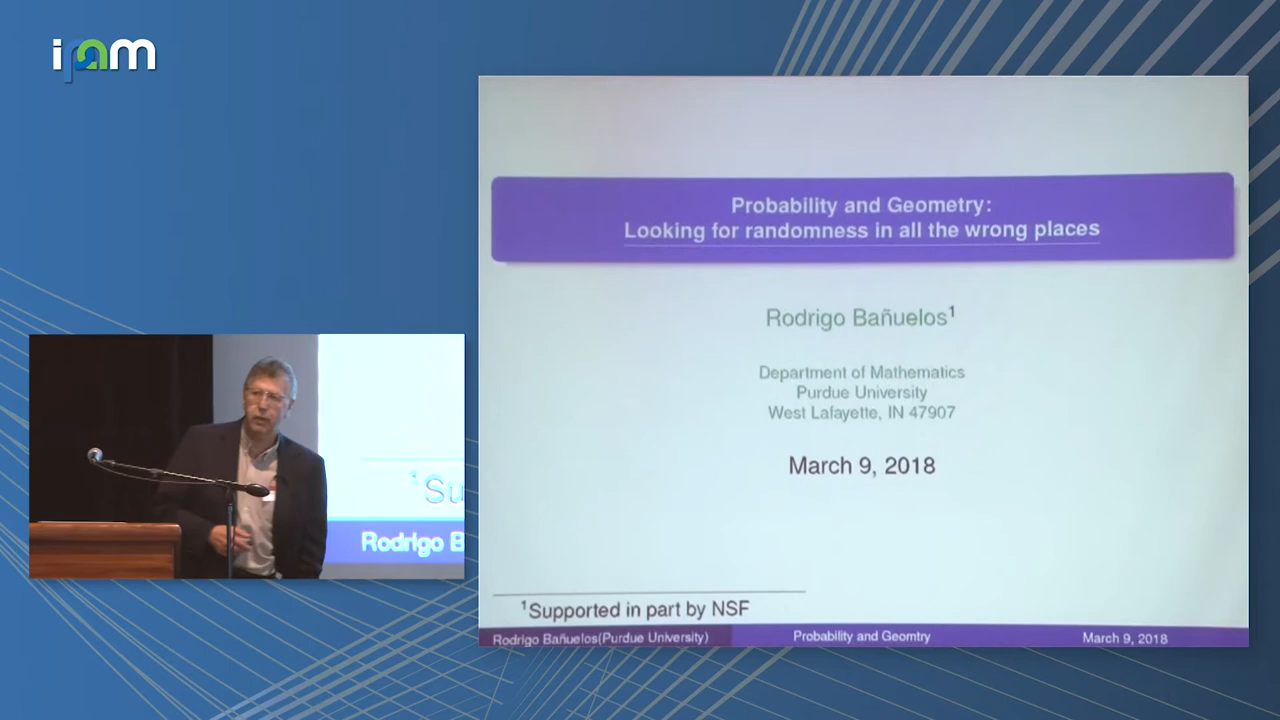 ipam
Probability and Geometry:
Looking for randomness in all the wrong places
Rodrigo Bañuelos¹
Department of Mathematics
Purdue University
West Lafayette, IN 47907
March 9, 2018
¹Supported in part by NSF
Rodrigo Bañuelos(Purdue University)
Probability and Geomtry
March 9, 2018
¹Su
Rodrigo B